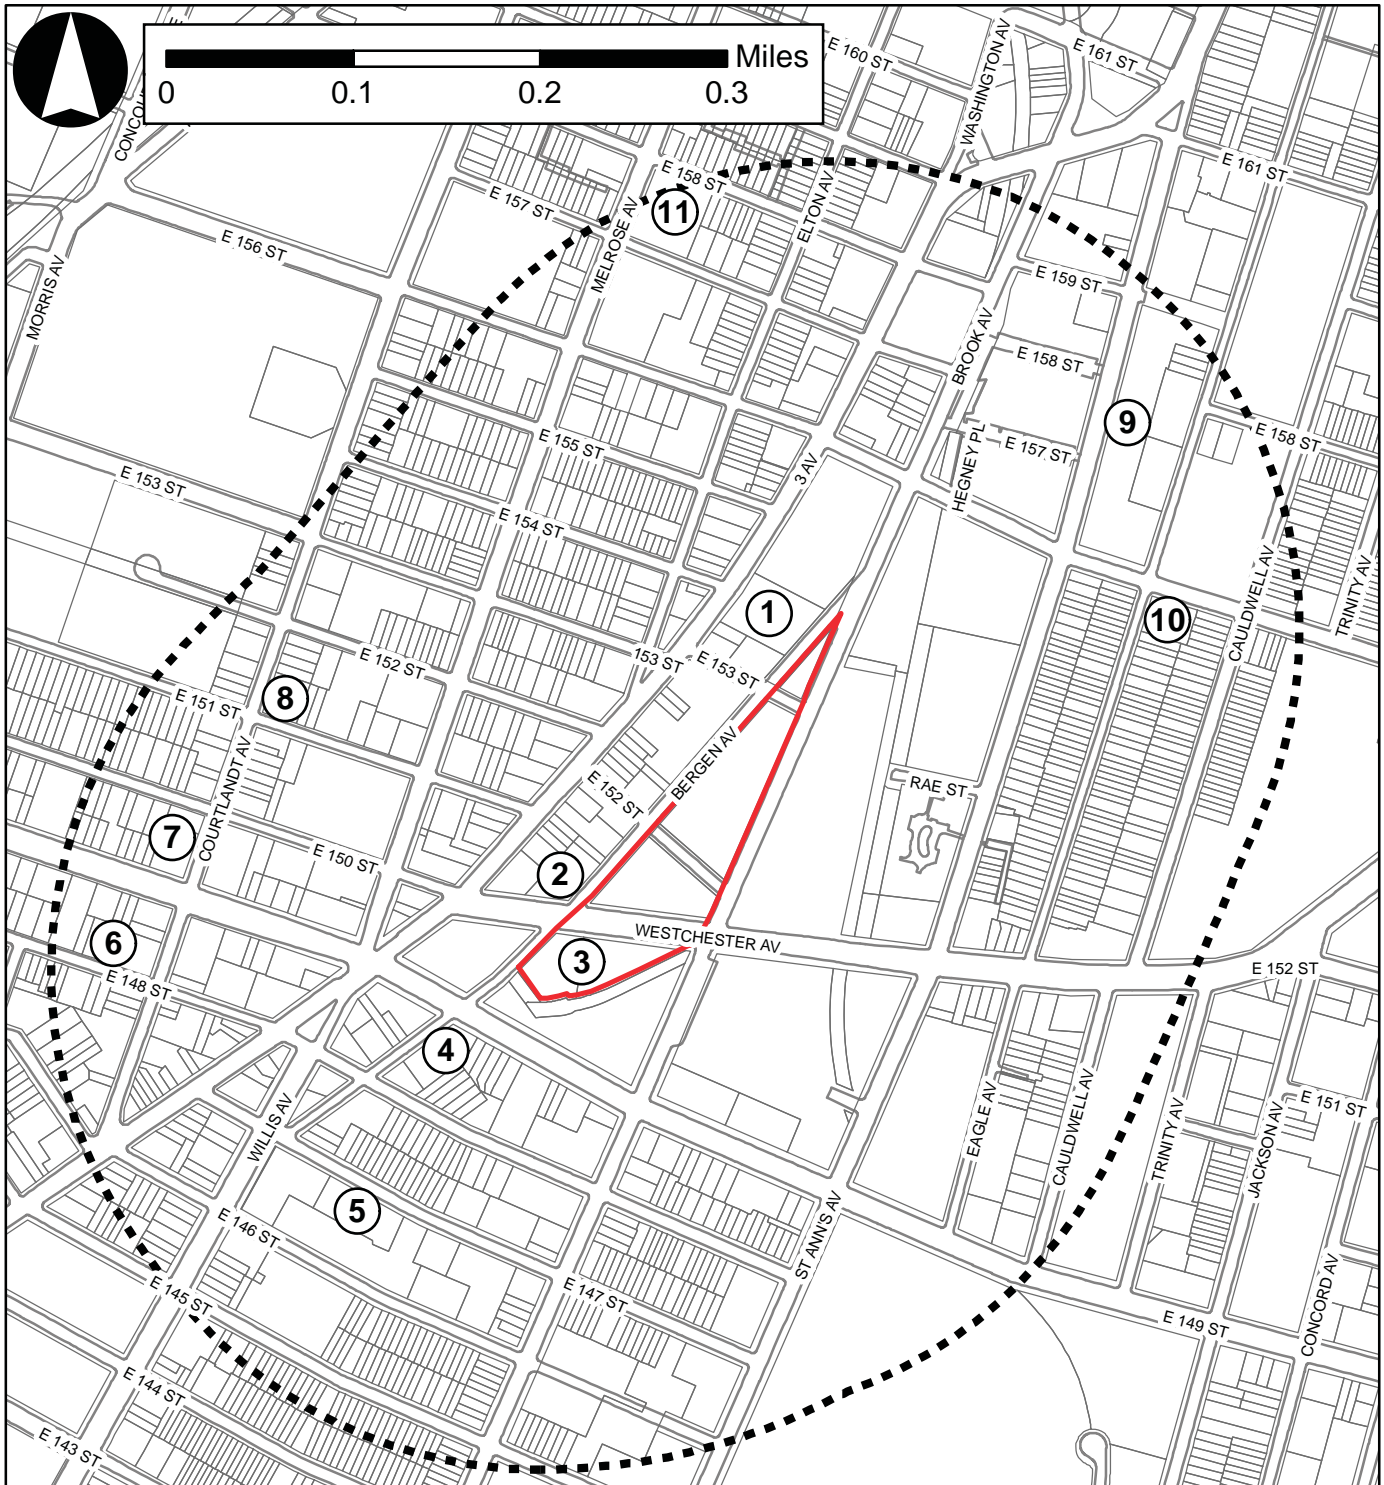 Miles
0 0.1 0.2 0.3
E 160 ST
WASHINGTON AV
E 161 ST
E 161 ST
E 158 ST
E 157 ST
11
MELROSE AV
ELTON AV
E 156 ST
MORRIS AV
E 159 ST
BROOK AV
E 158 ST
9
HEGNEY PL
E 157 ST
E 158 ST
E 155 ST
3 AV
E 153 ST
E 154 ST
CAULDWELL AV
TRINITY AV
1
10
153 ST
E 153 ST
E 152 ST
8
E 151 ST
COURTLANDT AV
BERGEN AV
E 152 ST
RAE ST
7
E 150 ST
2
6
WESTCHESTER AV
3
E 148 ST
E 152 ST
4
WILLIS AV
EAGLE AV
CAULDWELL AV
TRINITY AV
JACKSON AV
E 151 ST
5
E 146 ST
ST ANN'S AV
E 145 ST
E 147 ST
E 149 ST
CONCORD AV
E 144 ST
E 143 ST